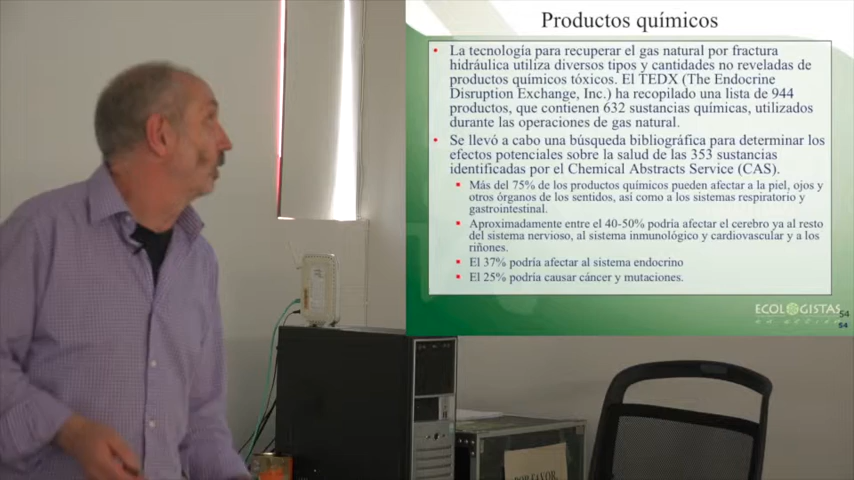 Productos químicos
• La tecnología para recuperar el gas natural por fractura
hidráulica utiliza diversos tipos y cantidades no reveladas de
productos químicos tóxicos. El TEDX (The Endocrine
Disruption Exchange, Inc.) ha recopilado una lista de 944
productos, que contienen 632 sustancias químicas, utilizados
durante las operaciones de gas natural.
• Se llevó a cabo una búsqueda bibliográfica para determinar los
efectos potenciales sobre la salud de las 353 sustancias
identificadas por el Chemical Abstracts Service (CAS).
▪ Más del 75% de los productos químicos pueden afectar a la piel, ojos y
otros órganos de los sentidos, así como a los sistemas respiratorio y
gastrointestinal.
▪ Aproximadamente entre el 40-50% podría afectar el cerebro ya al resto
del sistema nervioso, al sistema inmunológico y cardiovascular y a los
riñones.
▪ El 37% podría afectar al sistema endocrino
▪ El 25% podría causar cáncer y mutaciones.
ECOLOGISTAS
en acción
54
54
POR FAVOR,